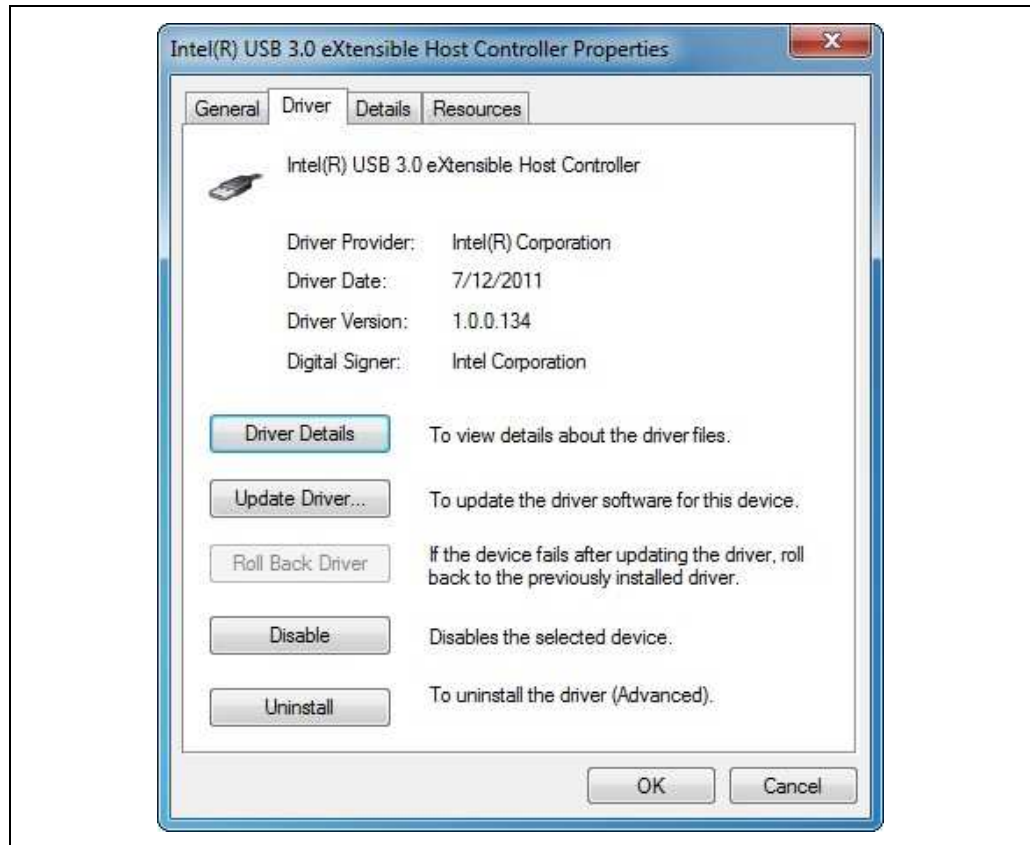 Intel(R) USB 3.0 eXtensible Host Controller Properties
General Driver Details Resources
Intel(R) USB 3.0 eXtensible Host Controller
Driver Provider: Intel(R) Corporation
Driver Date: 7/12/2011
Driver Version: 1.0.0.134
Digital Signer: Intel Corporation
Driver Details To view details about the driver files.
Update Driver... To update the driver software for this device.
Roll Back Driver If the device fails after updating the driver, roll
back to the previously installed driver.
Disable Disables the selected device.
Uninstall To uninstall the driver (Advanced).
OK Cancel